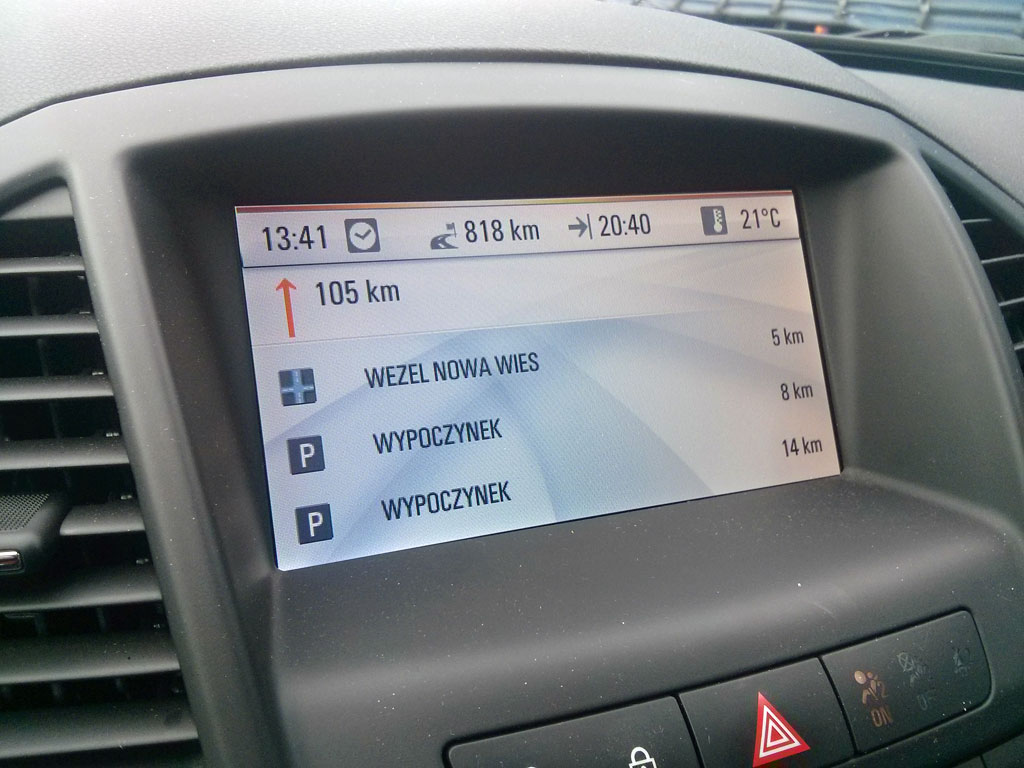 13:41 818 km 20:40 21°C
105 km
WEZEL NOWA WIES 5 km
P WYPOCZYNEK 8 km
P WYPOCZYNEK 14 km
2
ON